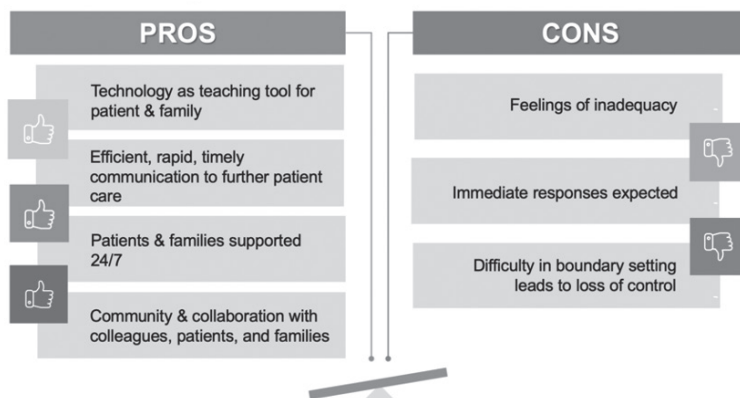 PROS
Technology as teaching tool for
patient & family
Efficient, rapid, timely
communication to further patient
care
Patients & families supported
24/7
Community & collaboration with
colleagues, patients, and families
CONS
Feelings of inadequacy
Immediate responses expected
Difficulty in boundary setting
leads to loss of control